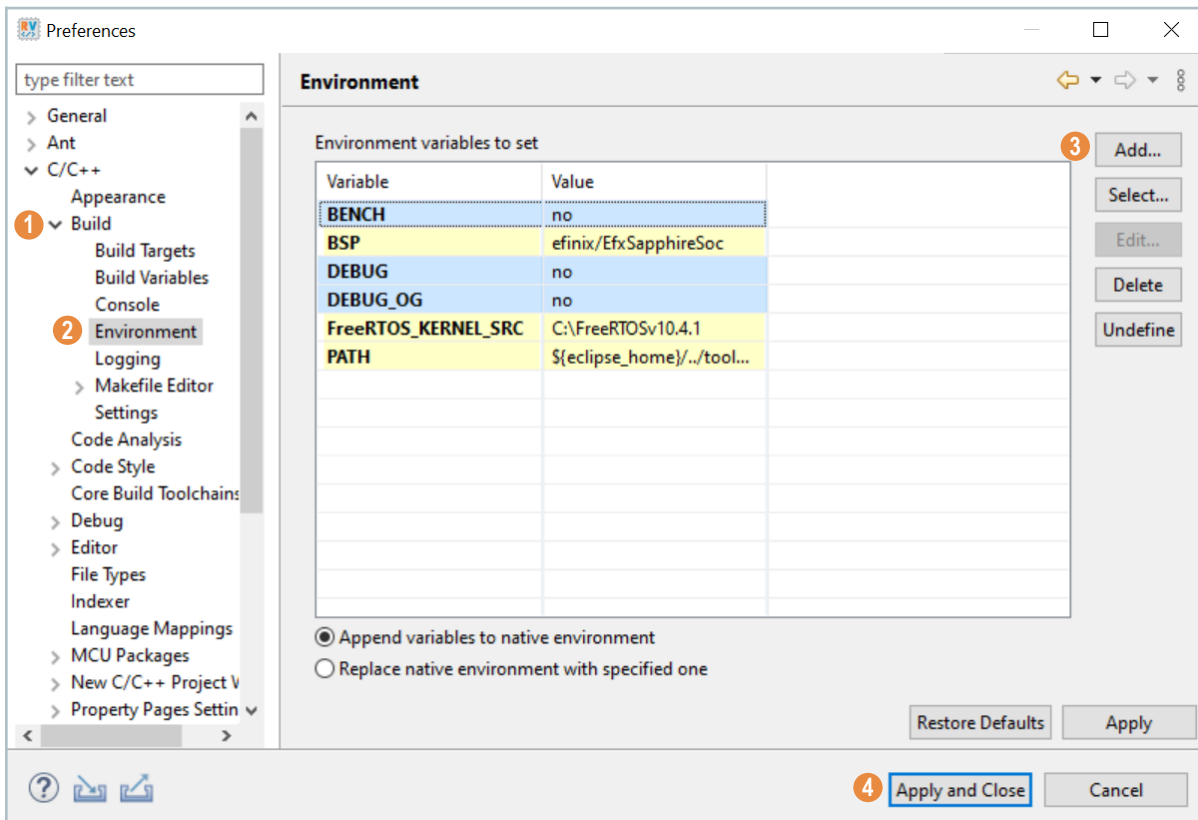 Preferences
type filter text
General
Ant
C/C++
Appearance
1 Build
Build Targets
Build Variables
Console
2 Environment
Logging
Makefile Editor
Settings
Code Analysis
Code Style
Core Build Toolchains
Debug
Editor
File Types
Indexer
Language Mappings
MCU Packages
New C/C++ Project W
Property Pages Settin
Environment
Environment variables to set
Variable Value
BENCH no
BSP efinix/EfxSapphireSoc
DEBUG no
DEBUG_OG no
FreeRTOS_KERNEL_SRC C:\FreeRTOSv10.4.1
PATH ${eclipse_home}/../tool...
3 Add...
Select...
Edit...
Delete
Undefine
Append variables to native environment
Replace native environment with specified one
Restore Defaults Apply
? 4 Apply and Close Cancel